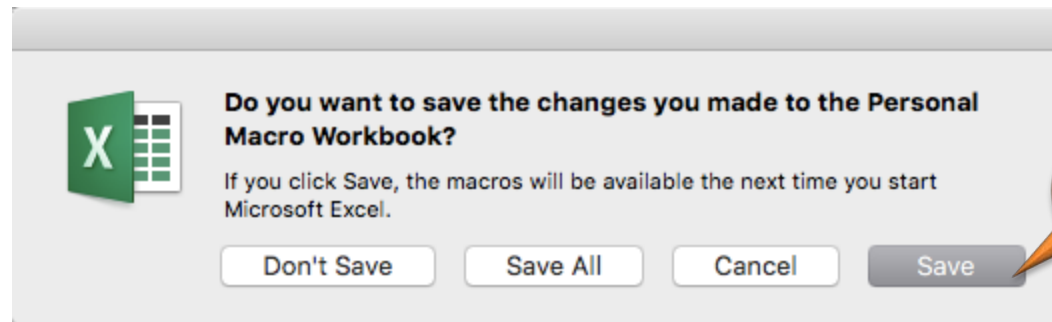 Do you want to save the changes you made to the Personal
Macro Workbook?
If you click Save, the macros will be available the next time you start
Microsoft Excel.
Don't Save Save All Cancel Save